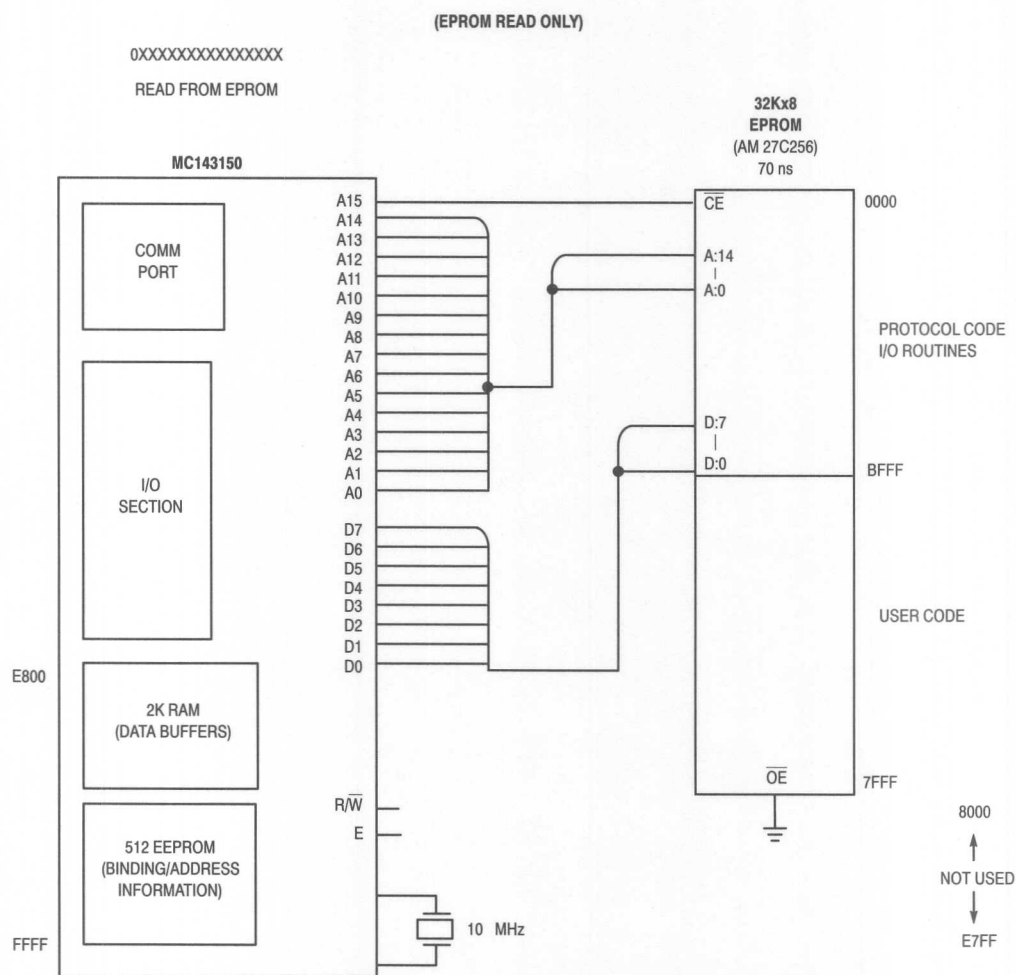 (EPROM READ ONLY)
0XXXXXXXXXXXXXXX
READ FROM EPROM
MC143150
COMM
PORT
I/O
SECTION
E800
2K RAM
(DATA BUFFERS)
512 EEPROM
(BINDING/ADDRESS
INFORMATION)
FFFF
A15
A14
A13
A12
A11
A10
A9
A8
A7
A6
A5
A4
A3
A2
A1
A0
D7
D6
D5
D4
D3
D2
D1
D0
R/W̅
E
10 MHz
32Kx8
EPROM
(AM 27C256)
70 ns
C̅E̅
A:14
|
A:0
D:7
|
D:0
O̅E̅
0000
PROTOCOL CODE
I/O ROUTINES
BFFF
USER CODE
7FFF
8000
NOT USED
E7FF